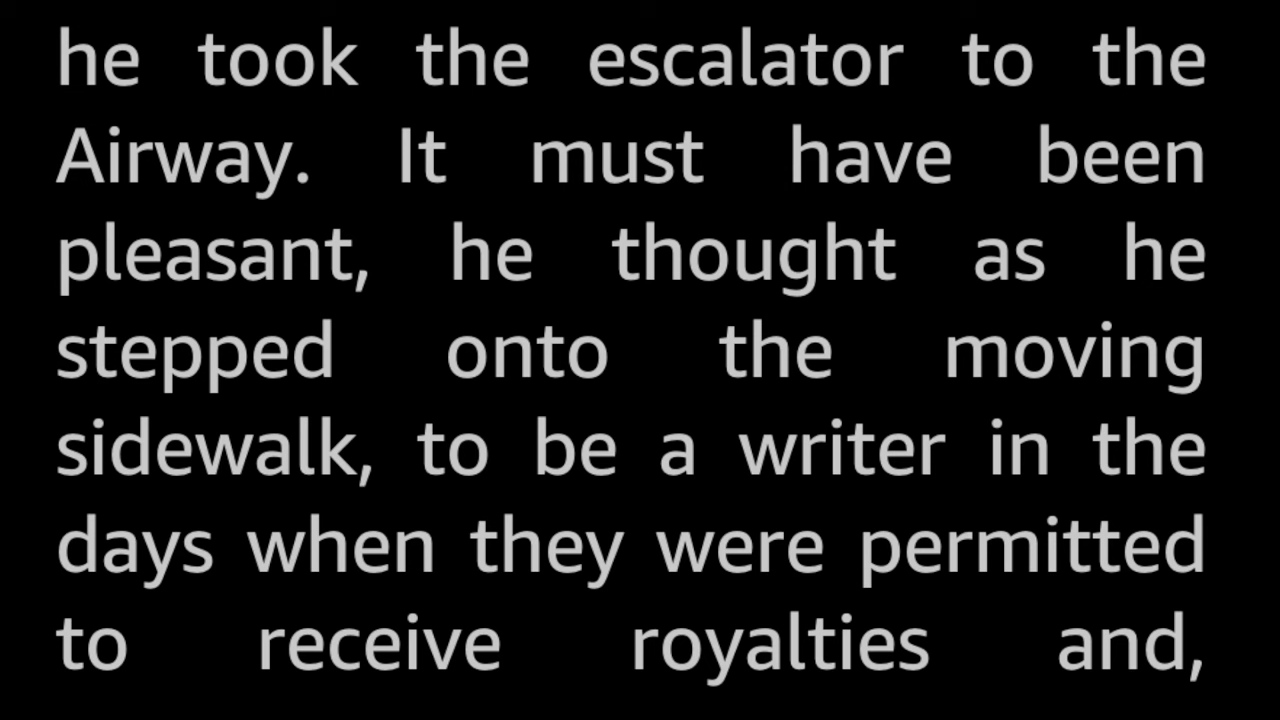 he took the escalator to the
Airway. It must have been
pleasant, he thought as he
stepped onto the moving
sidewalk, to be a writer in the
days when they were permitted
to receive royalties and,